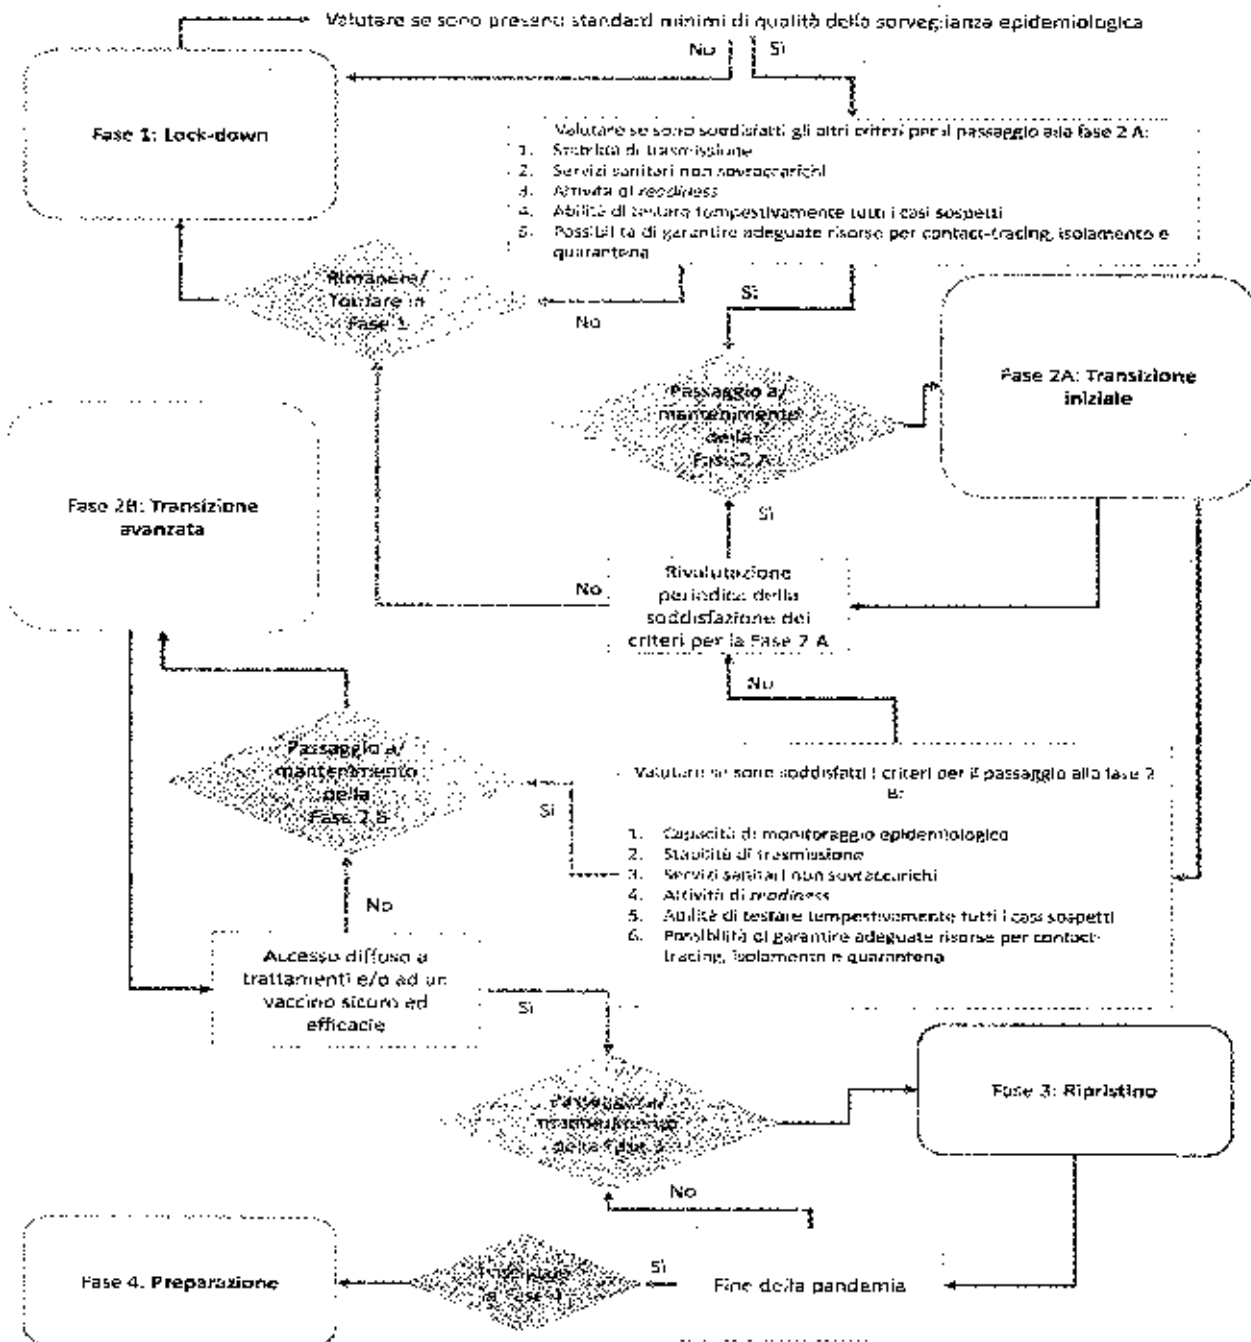 Valutare se sono presenti standard minimi di qualità della sorveglianza epidemiologica
No
Sì
Fase 1: Lock-down
Valutare se sono soddisfatti gli altri criteri per il passaggio alla fase 2 A:
1. Stabilità di trasmissione
2. Servizi sanitari non sovraccarichi
3. Attività di readiness
4. Abilità di testare tempestivamente tutti i casi sospetti
5. Possibilità di garantire adeguate risorse per contact-tracing, isolamento e
quarantena
Rimanere/
Tornare in
Fase 1
No
Sì
Passaggio a/
mantenimento
della
Fase 2 A
Fase 2A: Transizione
iniziale
Fase 2B: Transizione
avanzata
Sì
No
Rivalutazione
periodica della
soddisfazione dei
criteri per la Fase 2 A
No
Passaggio a/
mantenimento
della
Fase 2 B
Sì
Valutare se sono soddisfatti i criteri per il passaggio alla fase 2
B:
1. Capacità di monitoraggio epidemiologico
2. Stabilità di trasmissione
3. Servizi sanitari non sovraccarichi
4. Attività di readiness
5. Abilità di testare tempestivamente tutti i casi sospetti
6. Possibilità di garantire adeguate risorse per contact-
tracing, isolamento e quarantena
No
Accesso diffuso a
trattamenti e/o ad un
vaccino sicuro ed
efficacie
Sì
Passaggio a/
mantenimento
della Fase 3
Fase 3: Ripristino
No
Fase 4. Preparazione
a Fase 4
Sì
Fine della pandemia